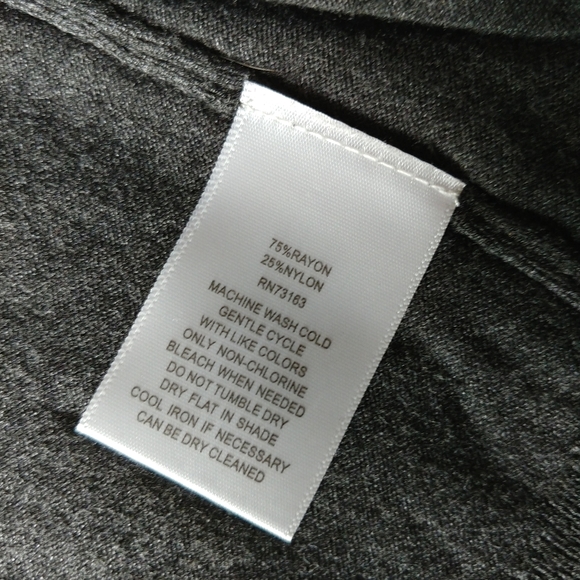 75%RAYON
25%NYLON
RN73163
MACHINE WASH COLD
GENTLE CYCLE
WITH LIKE COLORS
ONLY NON-CHLORINE
BLEACH WHEN NEEDED
DO NOT TUMBLE DRY
DRY FLAT IN SHADE
COOL IRON IF NECESSARY
CAN BE DRY CLEANED